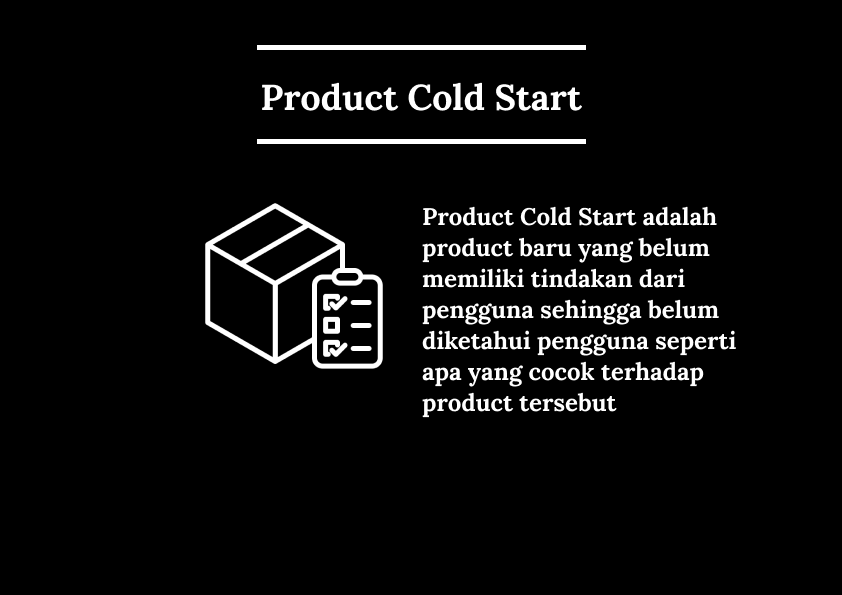 Product Cold Start
Product Cold Start adalah
product baru yang belum
memiliki tindakan dari
pengguna sehingga belum
diketahui pengguna seperti
apa yang cocok terhadap
product tersebut